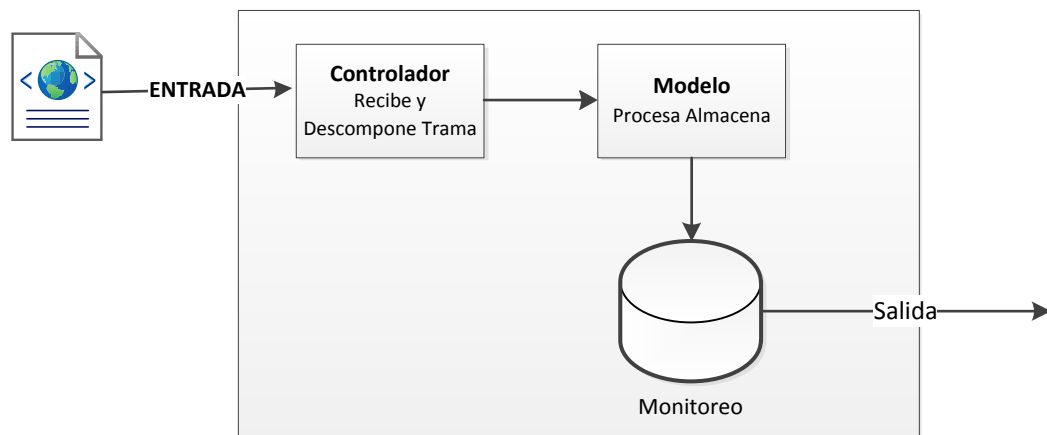 ENTRADA
Controlador
Recibe y
Descompone Trama
Modelo
Procesa Almacena
Salida
Monitoreo